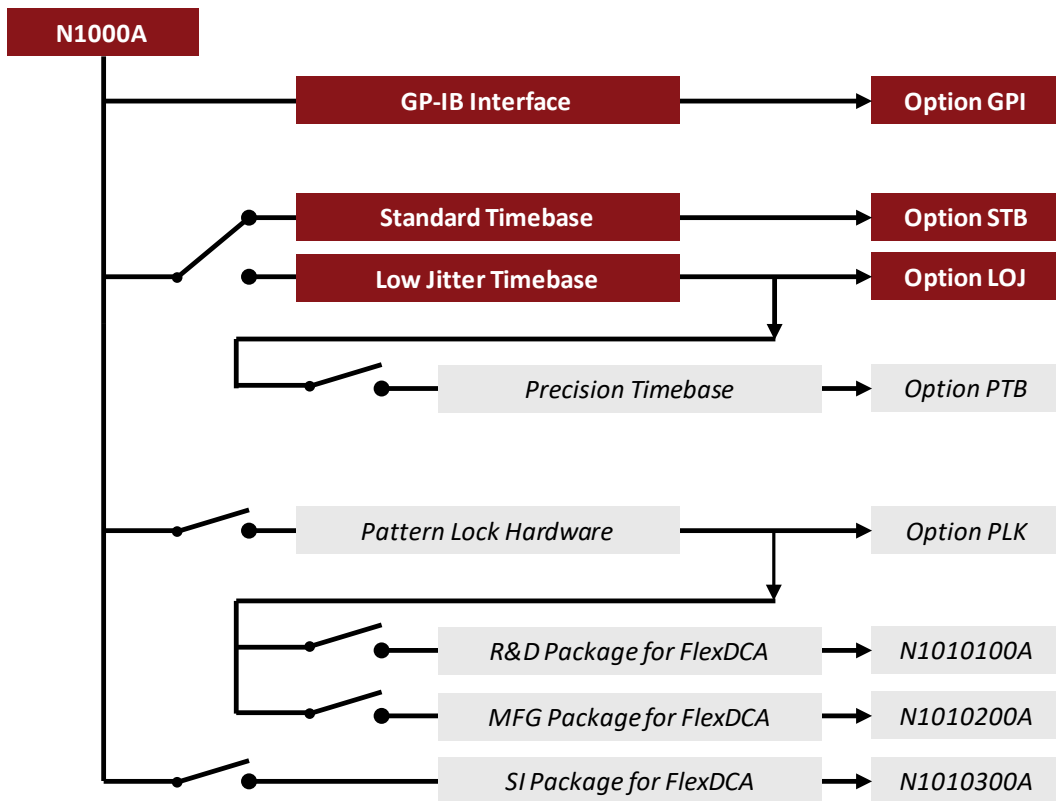 N1000A
GP-IB Interface
Option GPI
Standard Timebase
Option STB
Low Jitter Timebase
Option LOJ
Precision Timebase
Option PTB
Pattern Lock Hardware
Option PLK
R&D Package for FlexDCA
N1010100A
MFG Package for FlexDCA
N1010200A
SI Package for FlexDCA
N1010300A